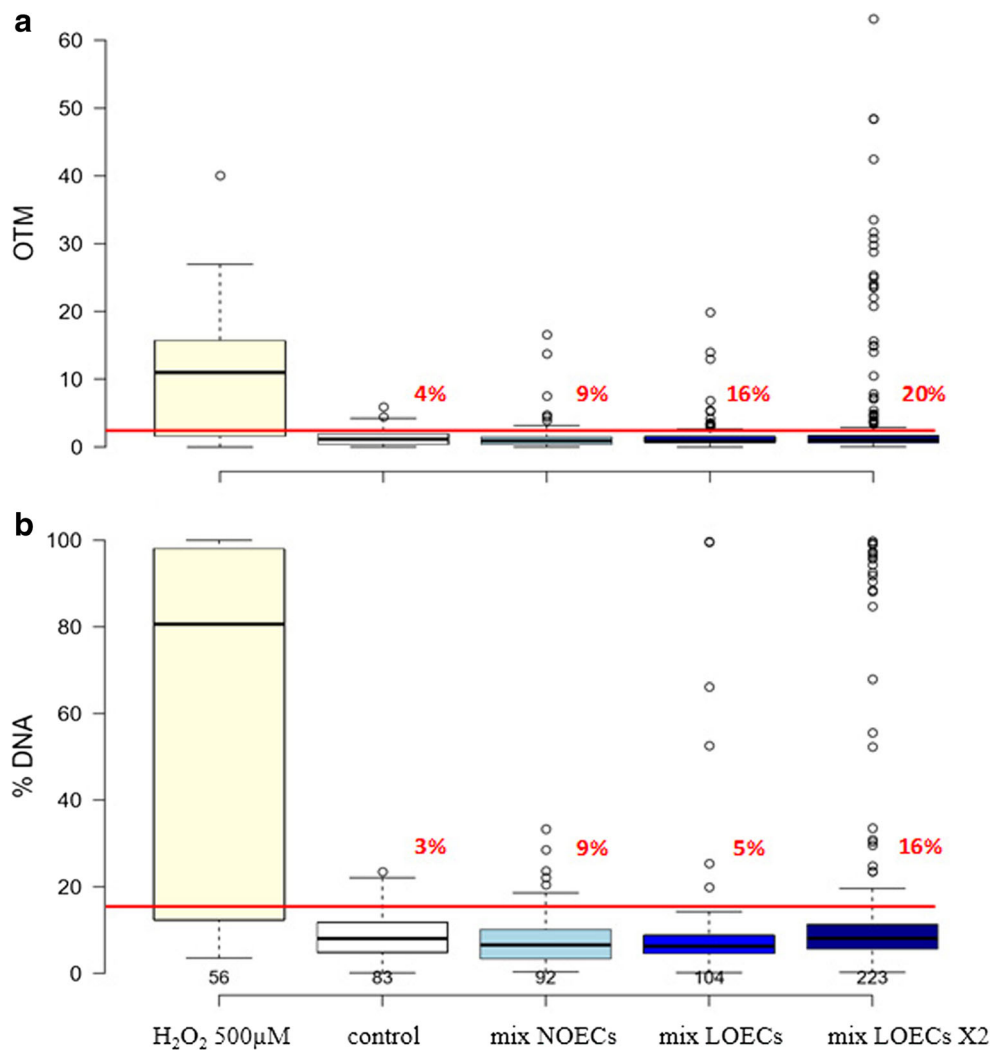 a
60
50
40
30
20
10
0
OTM
4%
9%
16%
20%
b
100
80
60
40
20
0
% DNA
3%
9%
5%
16%
56
83
92
104
223
H₂O₂ 500µM
control
mix NOECs
mix LOECs
mix LOECs X2